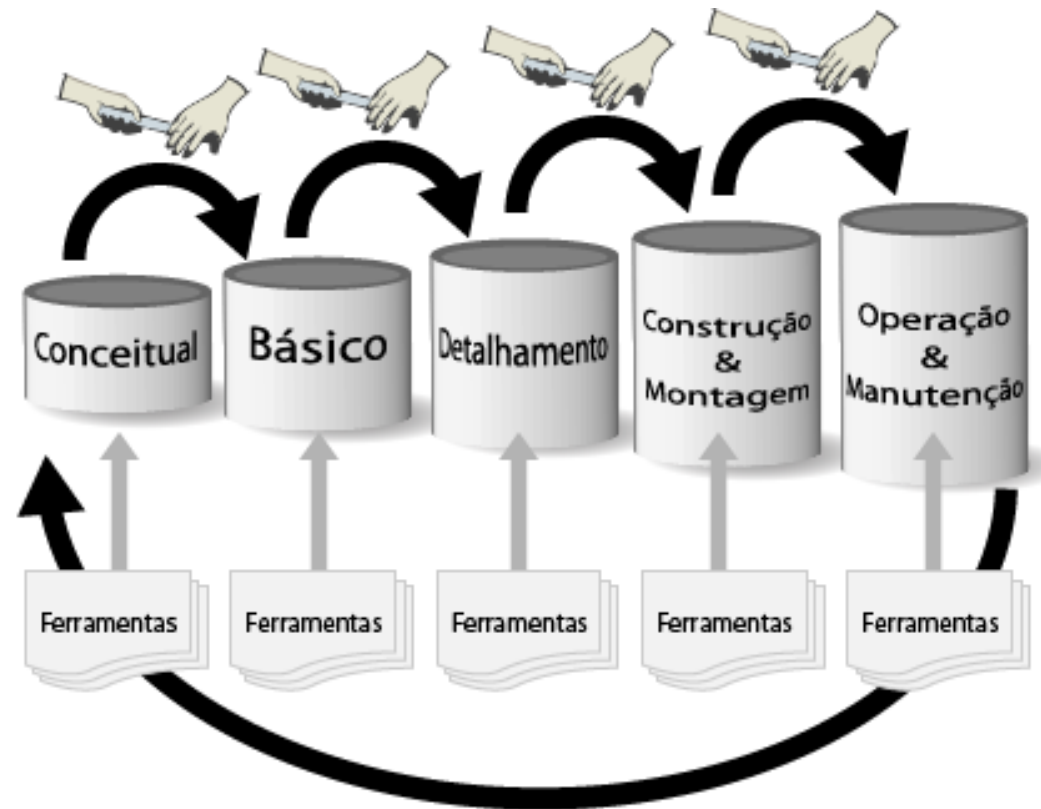 Conceitual
Básico
Detalhamento
Construção
&
Montagem
Operação
&
Manutenção
Ferramentas
Ferramentas
Ferramentas
Ferramentas
Ferramentas